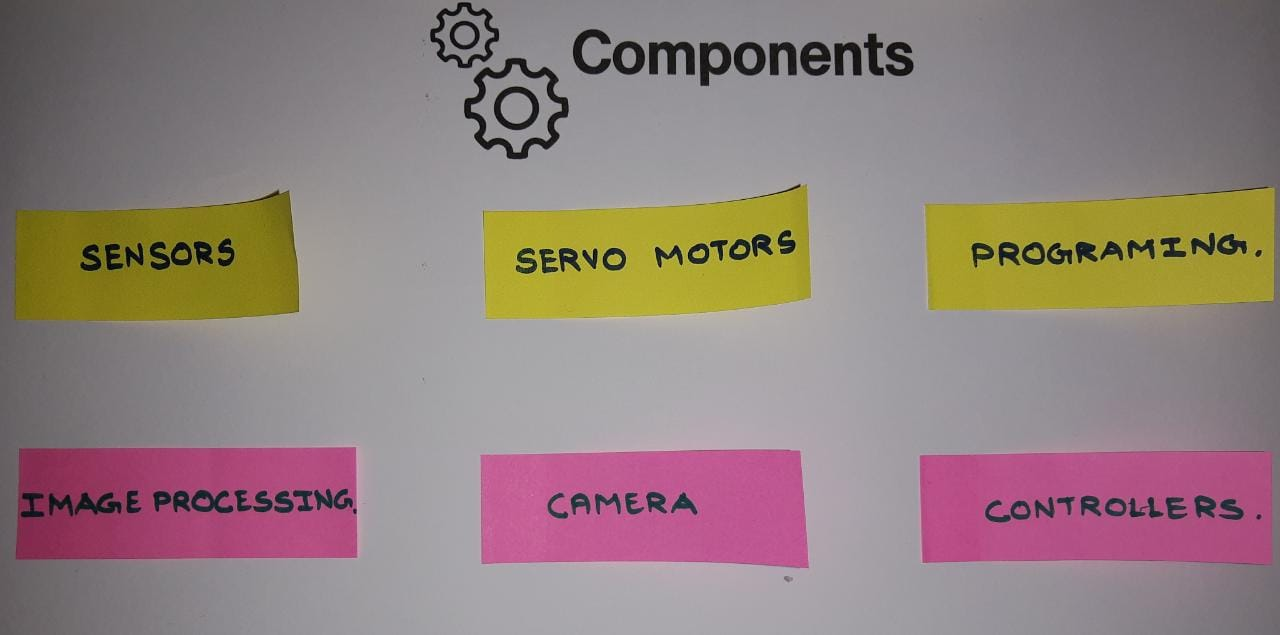 Components
SENSORS
SERVO MOTORS
PROGRAMING.
IMAGE PROCESSING.
CAMERA
CONTROLLERS.